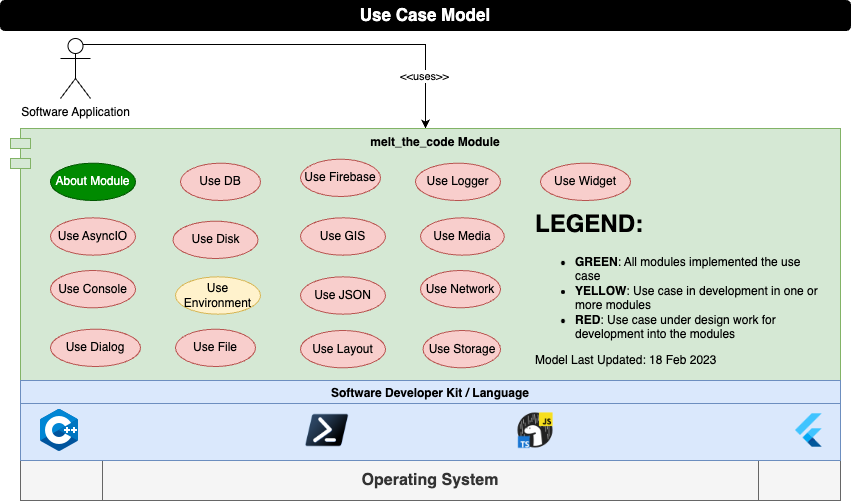 Use Case Model
<<uses>>
Software Application
melt_the_code Module
About Module
Use DB
Use Firebase
Use Logger
Use Widget
Use AsyncIO
Use Disk
Use GIS
Use Media
Use Console
Use
Environment
Use JSON
Use Network
Use Dialog
Use File
Use Layout
Use Storage
LEGEND:
• GREEN: All modules implemented the use
case
• YELLOW: Use case in development in one or
more modules
• RED: Use case under design work for
development into the modules
Model Last Updated: 18 Feb 2023
Software Developer Kit / Language
C++
JS
TS
Operating System